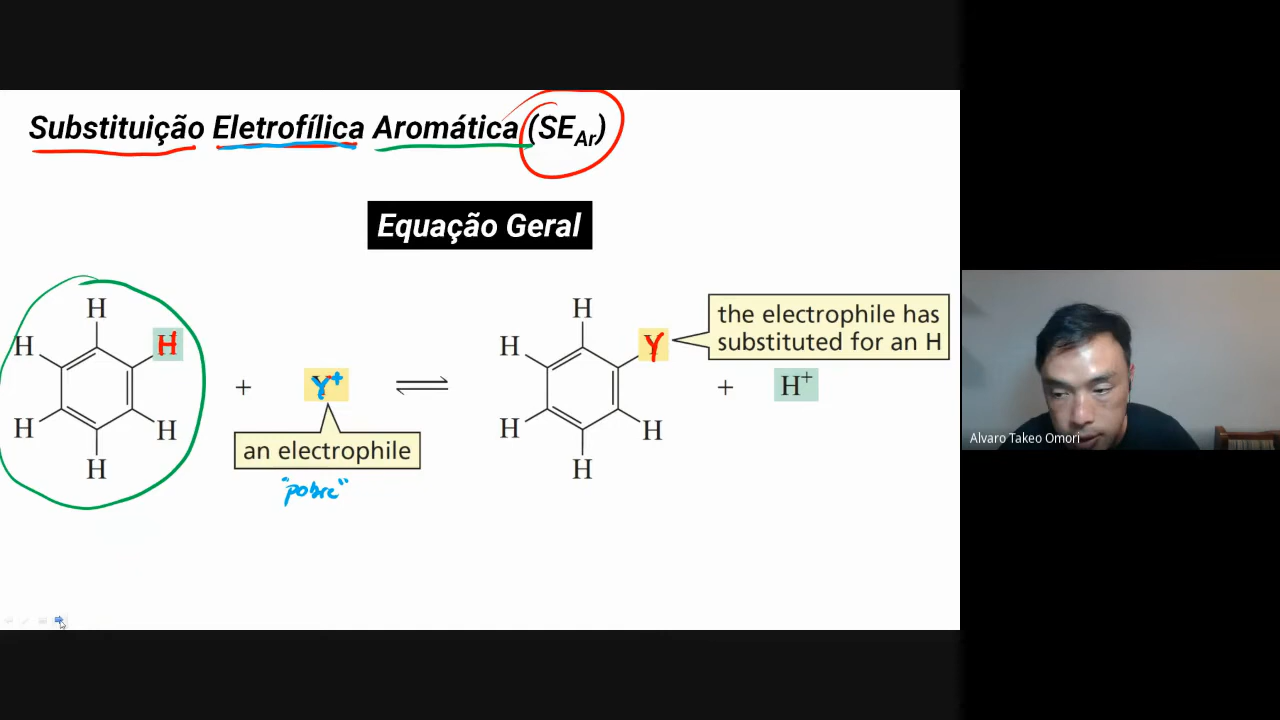 Substituição Eletrofílica Aromática (SEAr)
Equação Geral
H
H
H
H
H
H
+
Y+
an electrophile
"pobre"
H
H
Y
H
H
H
the electrophile has
substituted for an H
+
H+
Alvaro Takeo Omori